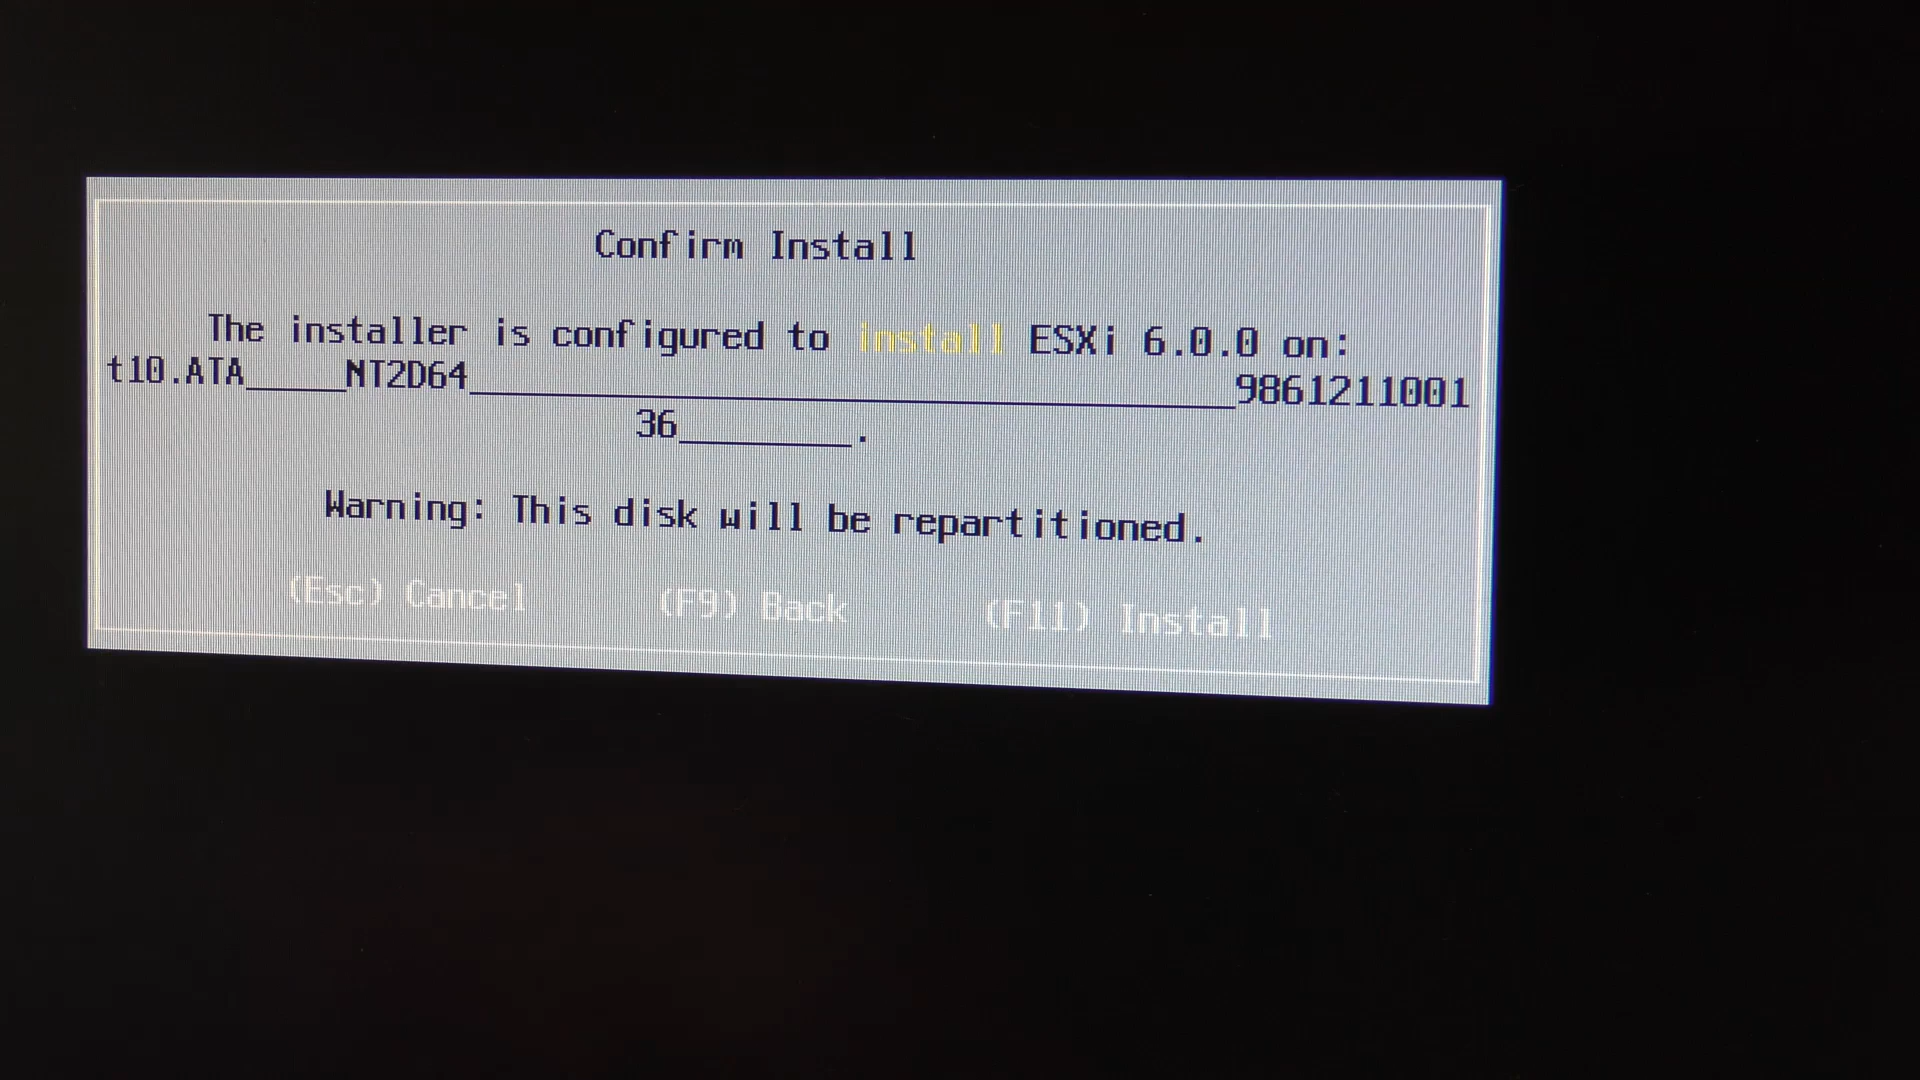 Confirm Install
The installer is configured to install ESXi 6.0.0 on:
t10.ATA_____NT2D64______________________________________9861211001
36_________.
Warning: This disk will be repartitioned.
(Esc) Cancel (F9) Back (F11) Install